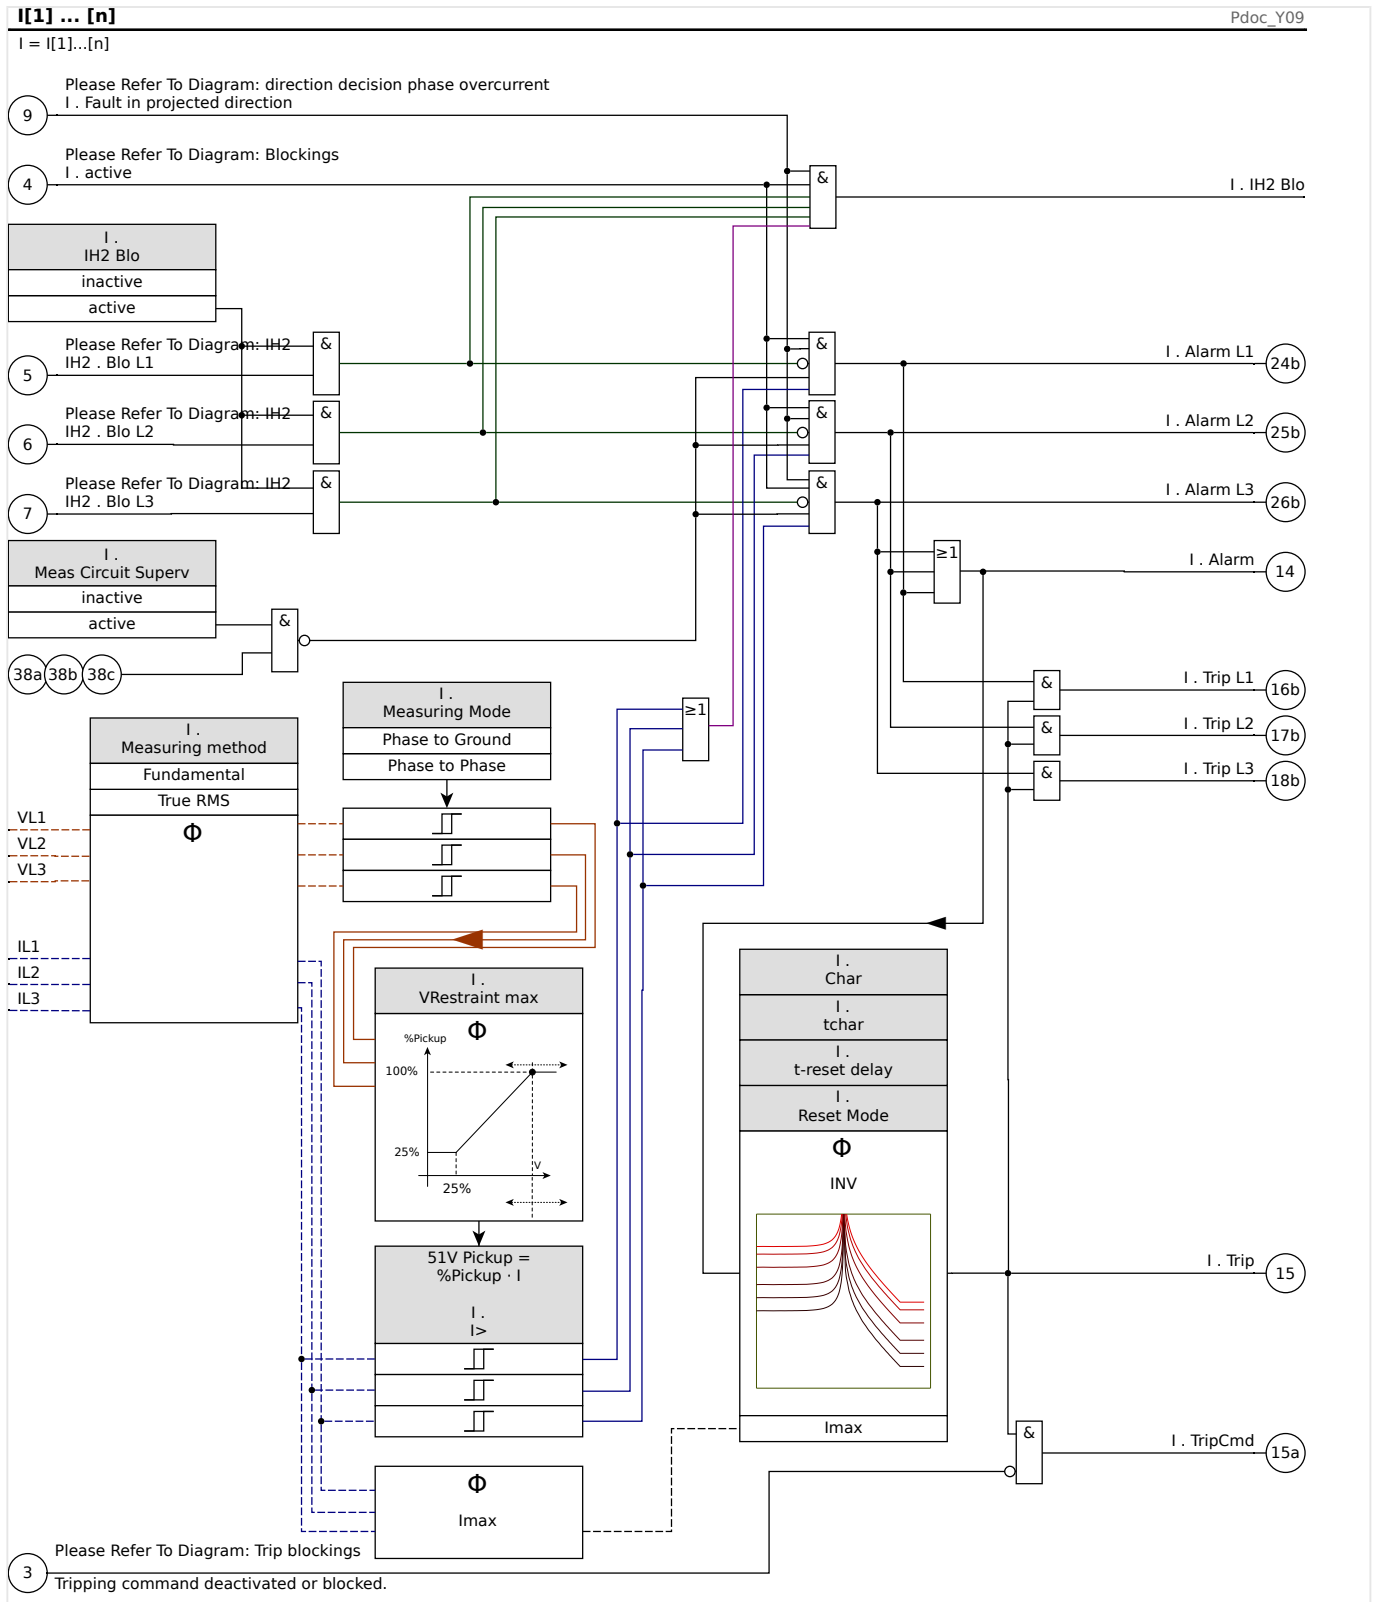 I[1] ... [n]
Pdoc_Y09
I = I[1]...[n]
Please Refer To Diagram: direction decision phase overcurrent
I . Fault in projected direction
9
Please Refer To Diagram: Blockings
I . active
4
&
I . IH2 Blo
I .
IH2 Blo
inactive
active
Please Refer To Diagram: IH2
IH2 . Blo L1
5
&
&
I . Alarm L1
24b
Please Refer To Diagram: IH2
IH2 . Blo L2
6
&
&
I . Alarm L2
25b
Please Refer To Diagram: IH2
IH2 . Blo L3
7
&
&
I . Alarm L3
26b
I .
Meas Circuit Superv
inactive
active
&
38a
38b
38c
≥1
I . Alarm
14
&
I . Trip L1
16b
&
I . Trip L2
17b
&
I . Trip L3
18b
I .
Measuring Mode
Phase to Ground
Phase to Phase
≥1
I .
Measuring method
Fundamental
True RMS
Φ
VL1
VL2
VL3
IL1
IL2
IL3
I .
VRestraint max
Φ
%Pickup
100%
25%
V
25%
51V Pickup =
%Pickup · I
I .
I>
Φ
Imax
I .
Char
I .
tchar
I .
t-reset delay
I .
Reset Mode
Φ
INV
Imax
I . Trip
15
&
I . TripCmd
15a
Please Refer To Diagram: Trip blockings
3
Tripping command deactivated or blocked.